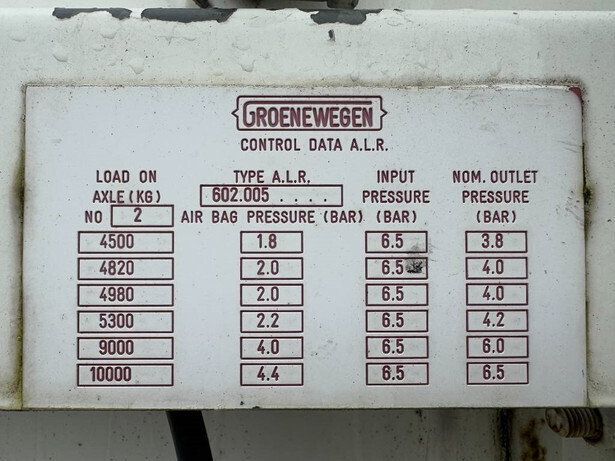 GROENEWEGEN
CONTROL DATA A.L.R.
LOAD ON AXLE (KG) NO 2 TYPE A.L.R. 602.005 . . . . AIR BAG PRESSURE (BAR) INPUT PRESSURE (BAR) NOM. OUTLET PRESSURE (BAR)
4500 1.8 6.5 3.8
4820 2.0 6.5 4.0
4980 2.0 6.5 4.0
5300 2.2 6.5 4.2
9000 4.0 6.5 6.0
10000 4.4 6.5 6.5